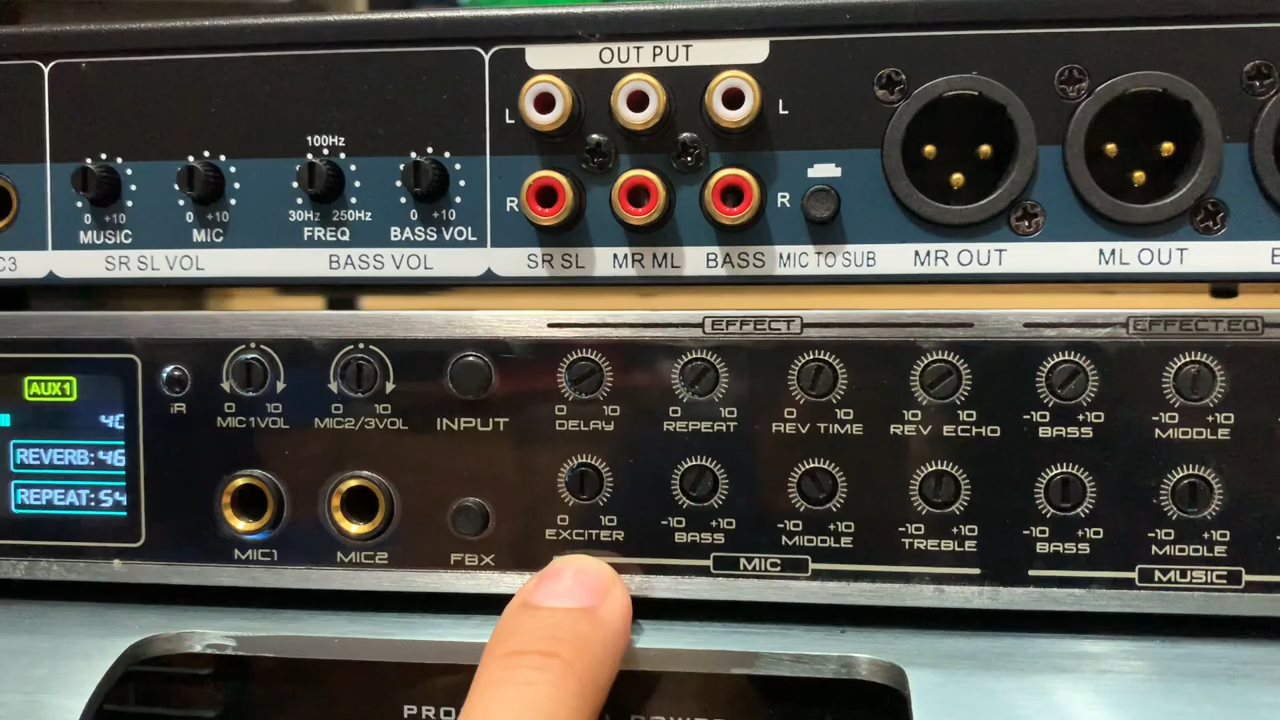 OUT PUT
L L
100Hz
0 +10 0 +10 30Hz 250Hz 0 +10
MUSIC MIC FREQ BASS VOL
R R
C3 SR SL VOL BASS VOL SR SL MR ML BASS MIC TO SUB MR OUT ML OUT
EFFECT EFFECT.EQ
AUX1
40
REVERB:46
REPEAT:54
iR
0 10 0 10 0 10 0 10 0 10 10 10 -10 +10 -10 +10
MIC1VOL MIC2/3VOL INPUT DELAY REPEAT REV TIME REV ECHO BASS MIDDLE
0 10 -10 +10 -10 +10 -10 +10 -10 +10 -10 +10
MIC1 MIC2 FBX EXCITER BASS MIDDLE TREBLE BASS MIDDLE
MIC MUSIC
PRO